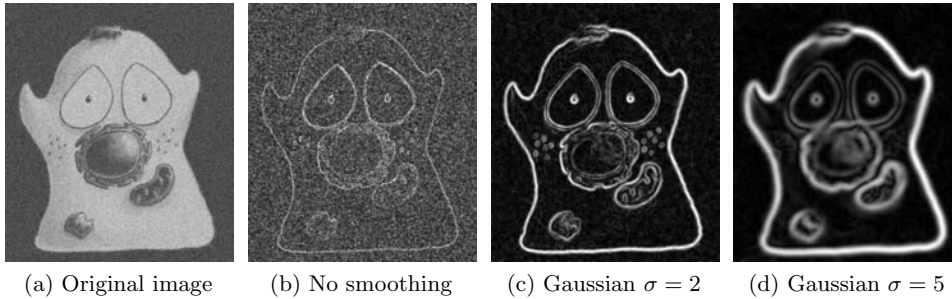 (a) Original image (b) No smoothing (c) Gaussian σ = 2 (d) Gaussian σ = 5